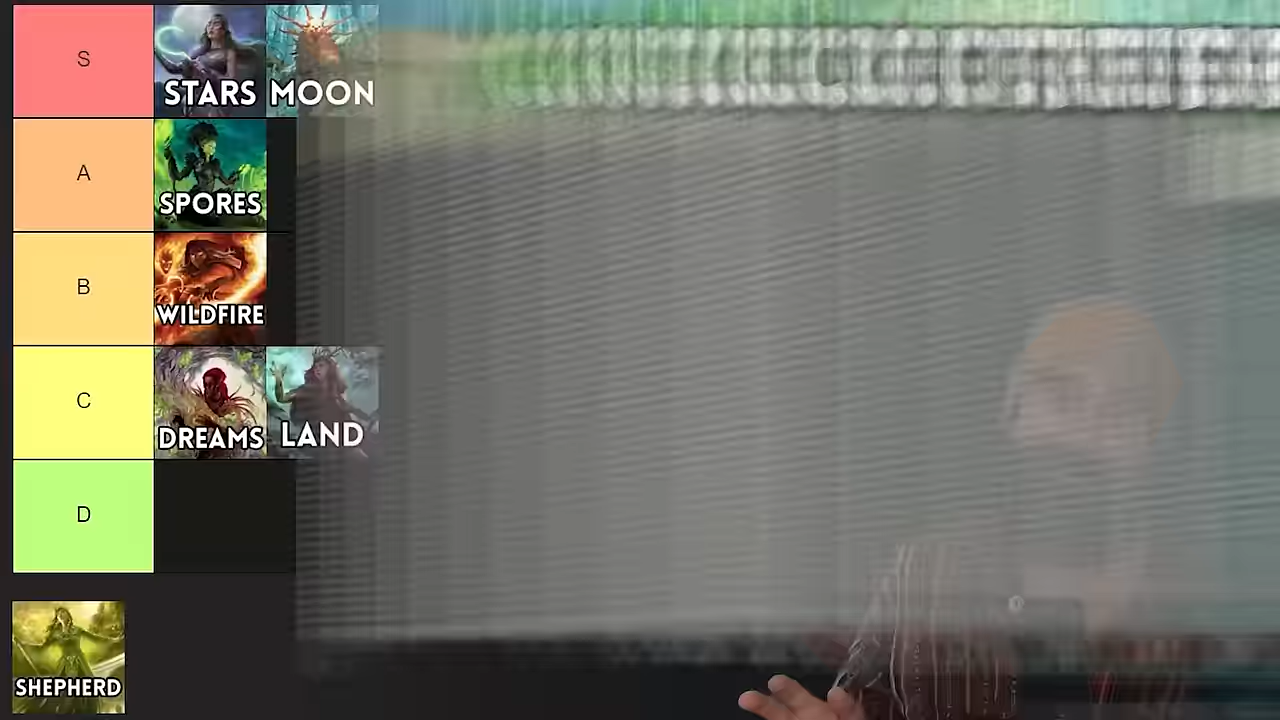 S
STARS MOON
A
SPORES
B
WILDFIRE
C
DREAMS LAND
D
SHEPHERD